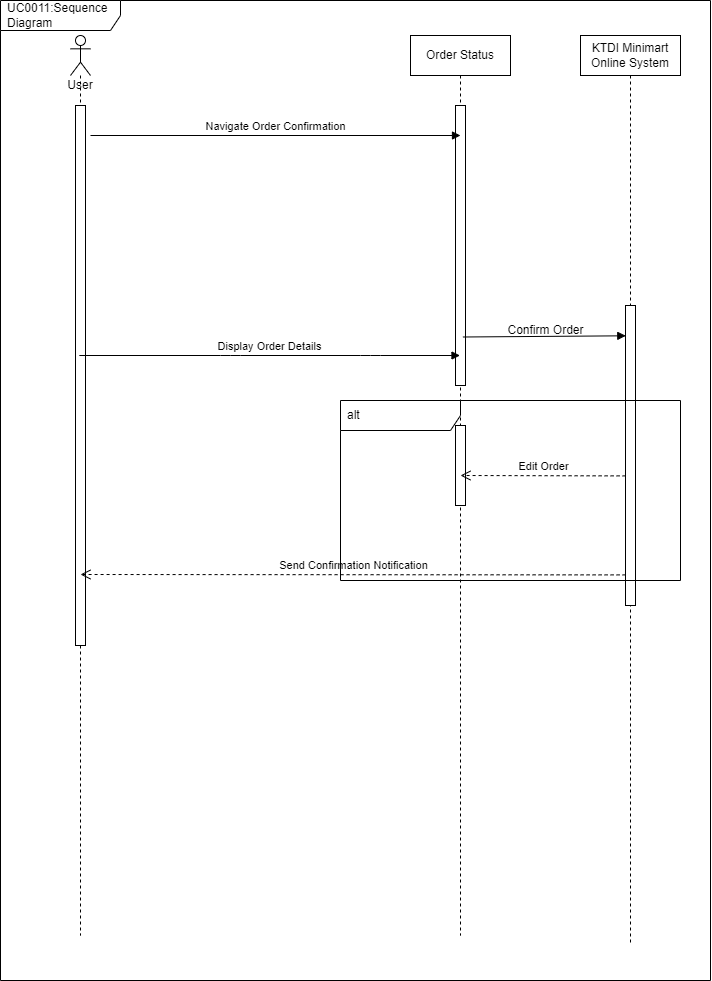 UC0011:Sequence
Diagram
User
Order Status
KTDI Minimart
Online System
Navigate Order Confirmation
Confirm Order
Display Order Details
alt
Edit Order
Send Confirmation Notification